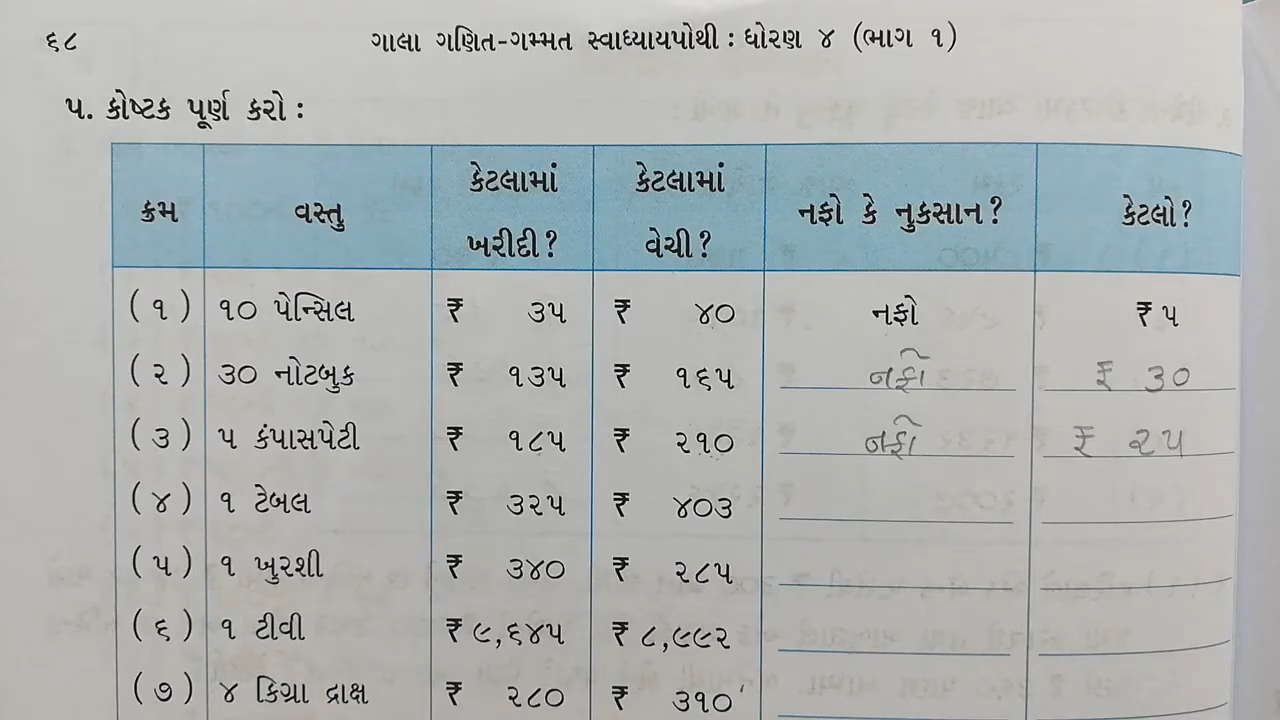 ૬૮ ગાલા ગણિત-ગમ્મત સ્વાધ્યાયપોથી : ધોરણ ૪ (ભાગ ૧)
૫. કોષ્ટક પૂર્ણ કરો :
ક્રમ વસ્તુ કેટલામાં ખરીદી? કેટલામાં વેચી? નફો કે નુકસાન? કેટલો?
(૧) ૧૦ પેન્સિલ ₹ ૩૫ ₹ ૪૦ નફો ₹ ૫
(૨) ૩૦ નોટબુક ₹ ૧૩૫ ₹ ૧૬૫ નફો ₹ ૩૦
(૩) ૫ કંપાસપેટી ₹ ૧૮૫ ₹ ૨૧૦ નફો ₹ ૨૫
(૪) ૧ ટેબલ ₹ ૩૨૫ ₹ ૪૦૩
(૫) ૧ ખુરશી ₹ ૩૪૦ ₹ ૨૮૫
(૬) ૧ ટીવી ₹ ૯,૬૪૫ ₹ ૮,૯૯૨
(૭) ૪ કિગ્રા દ્રાક્ષ ₹ ૨૮૦ ₹ ૩૧૦